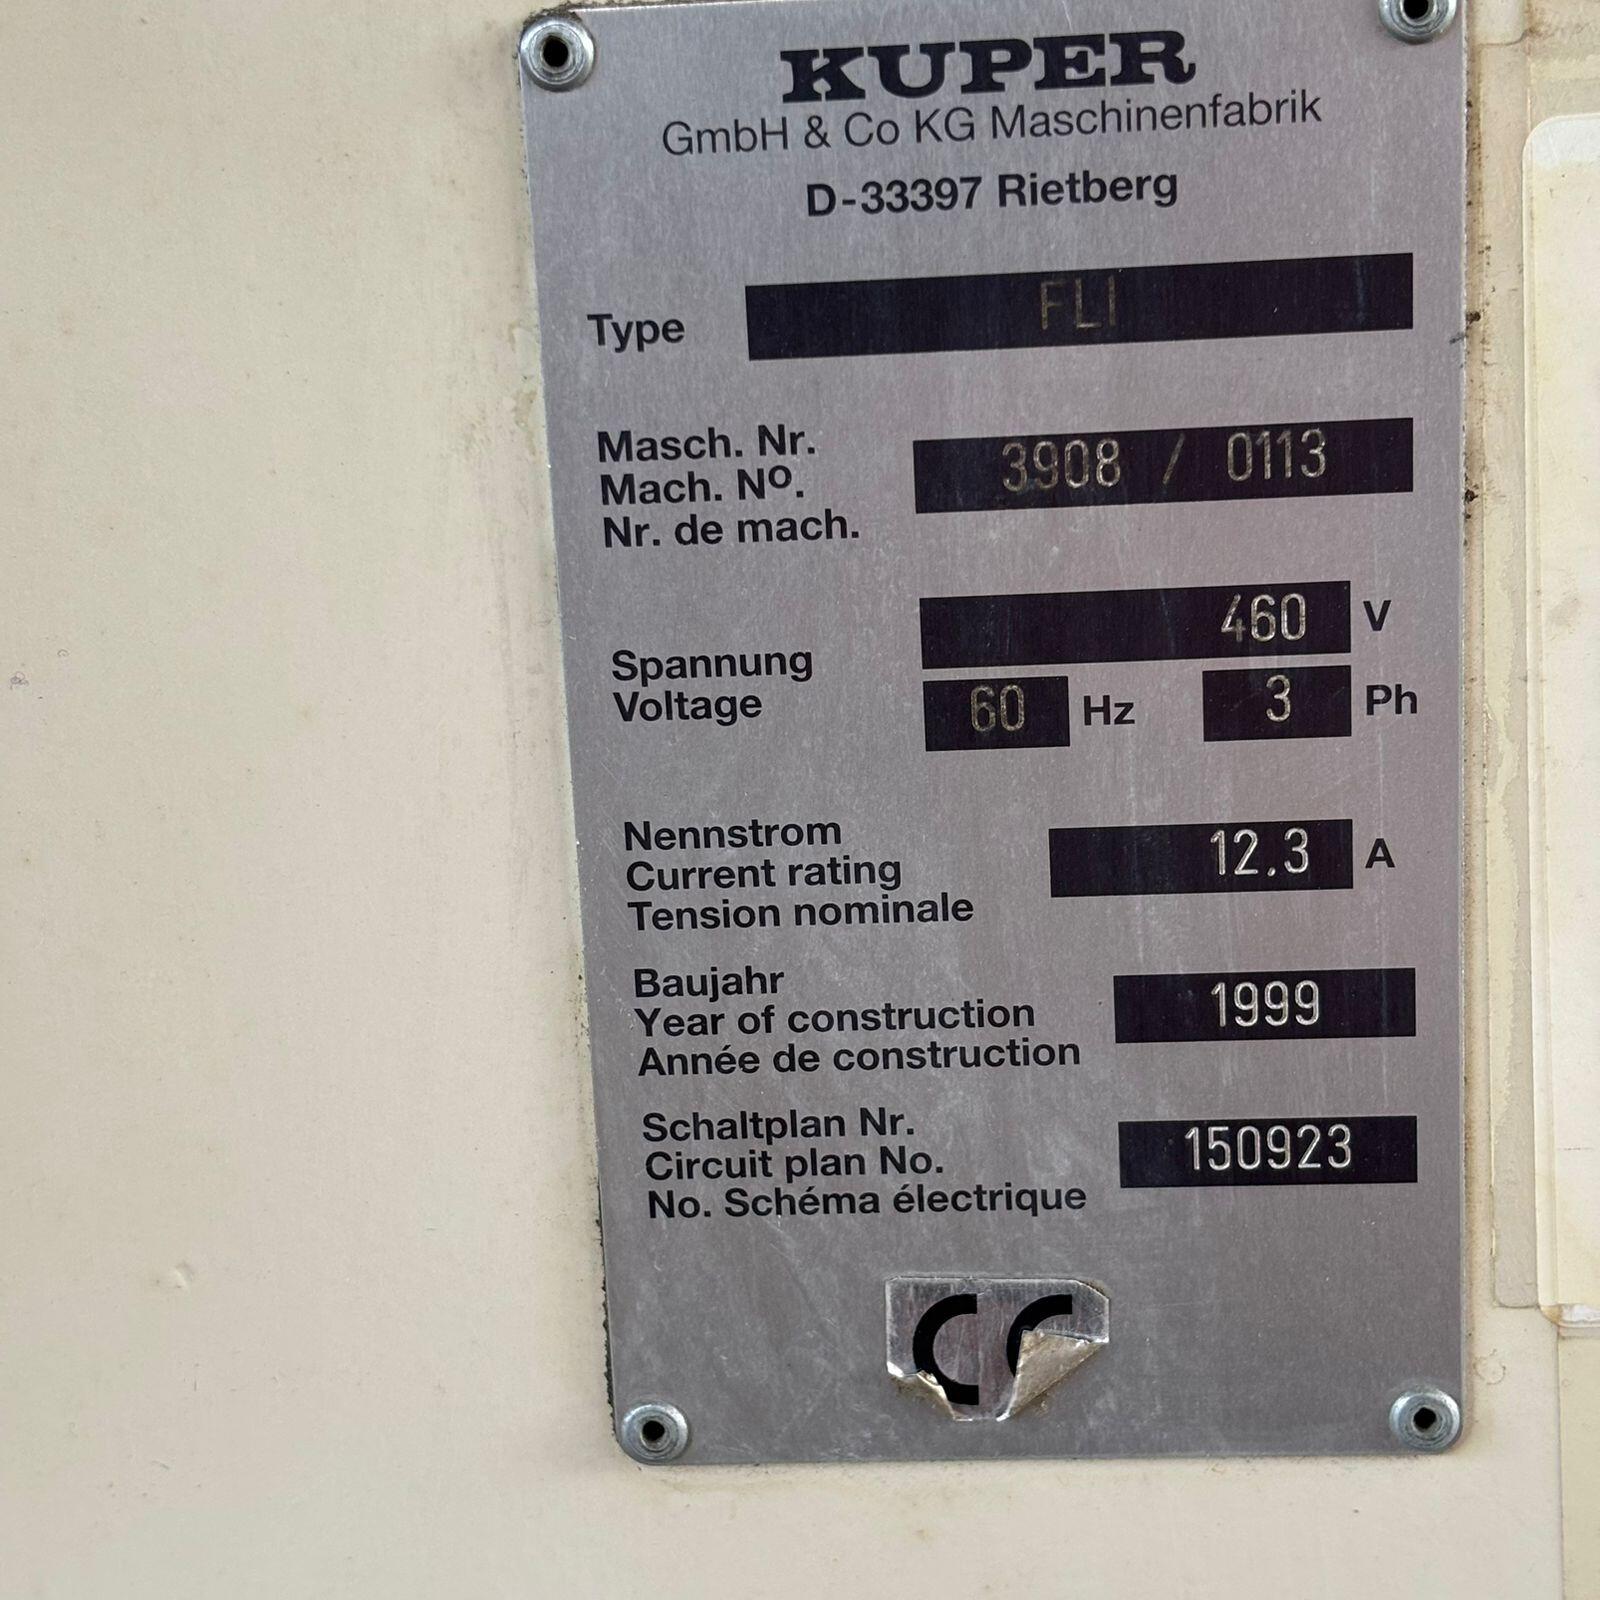 KUPER
GmbH & Co KG Maschinenfabrik
D-33397 Rietberg
Type FLI
Masch. Nr.
Mach. Nº. 3908 / 0113
Nr. de mach.
460 V
Spannung
Voltage 60 Hz 3 Ph
Nennstrom
Current rating 12.3 A
Tension nominale
Baujahr
Year of construction 1999
Année de construction
Schaltplan Nr.
Circuit plan No. 150923
No. Schéma électrique
CE